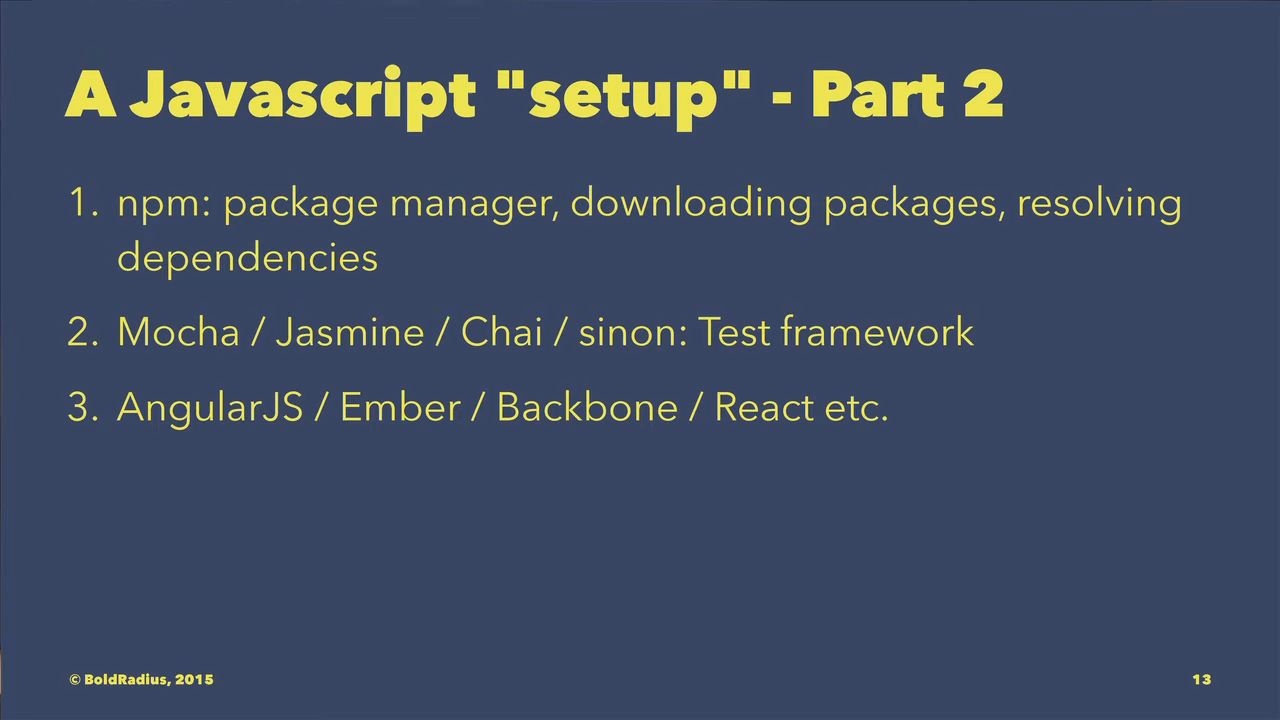 A Javascript "setup" - Part 2
1. npm: package manager, downloading packages, resolving
dependencies
2. Mocha / Jasmine / Chai / sinon: Test framework
3. AngularJS / Ember / Backbone / React etc.
© BoldRadius, 2015
13